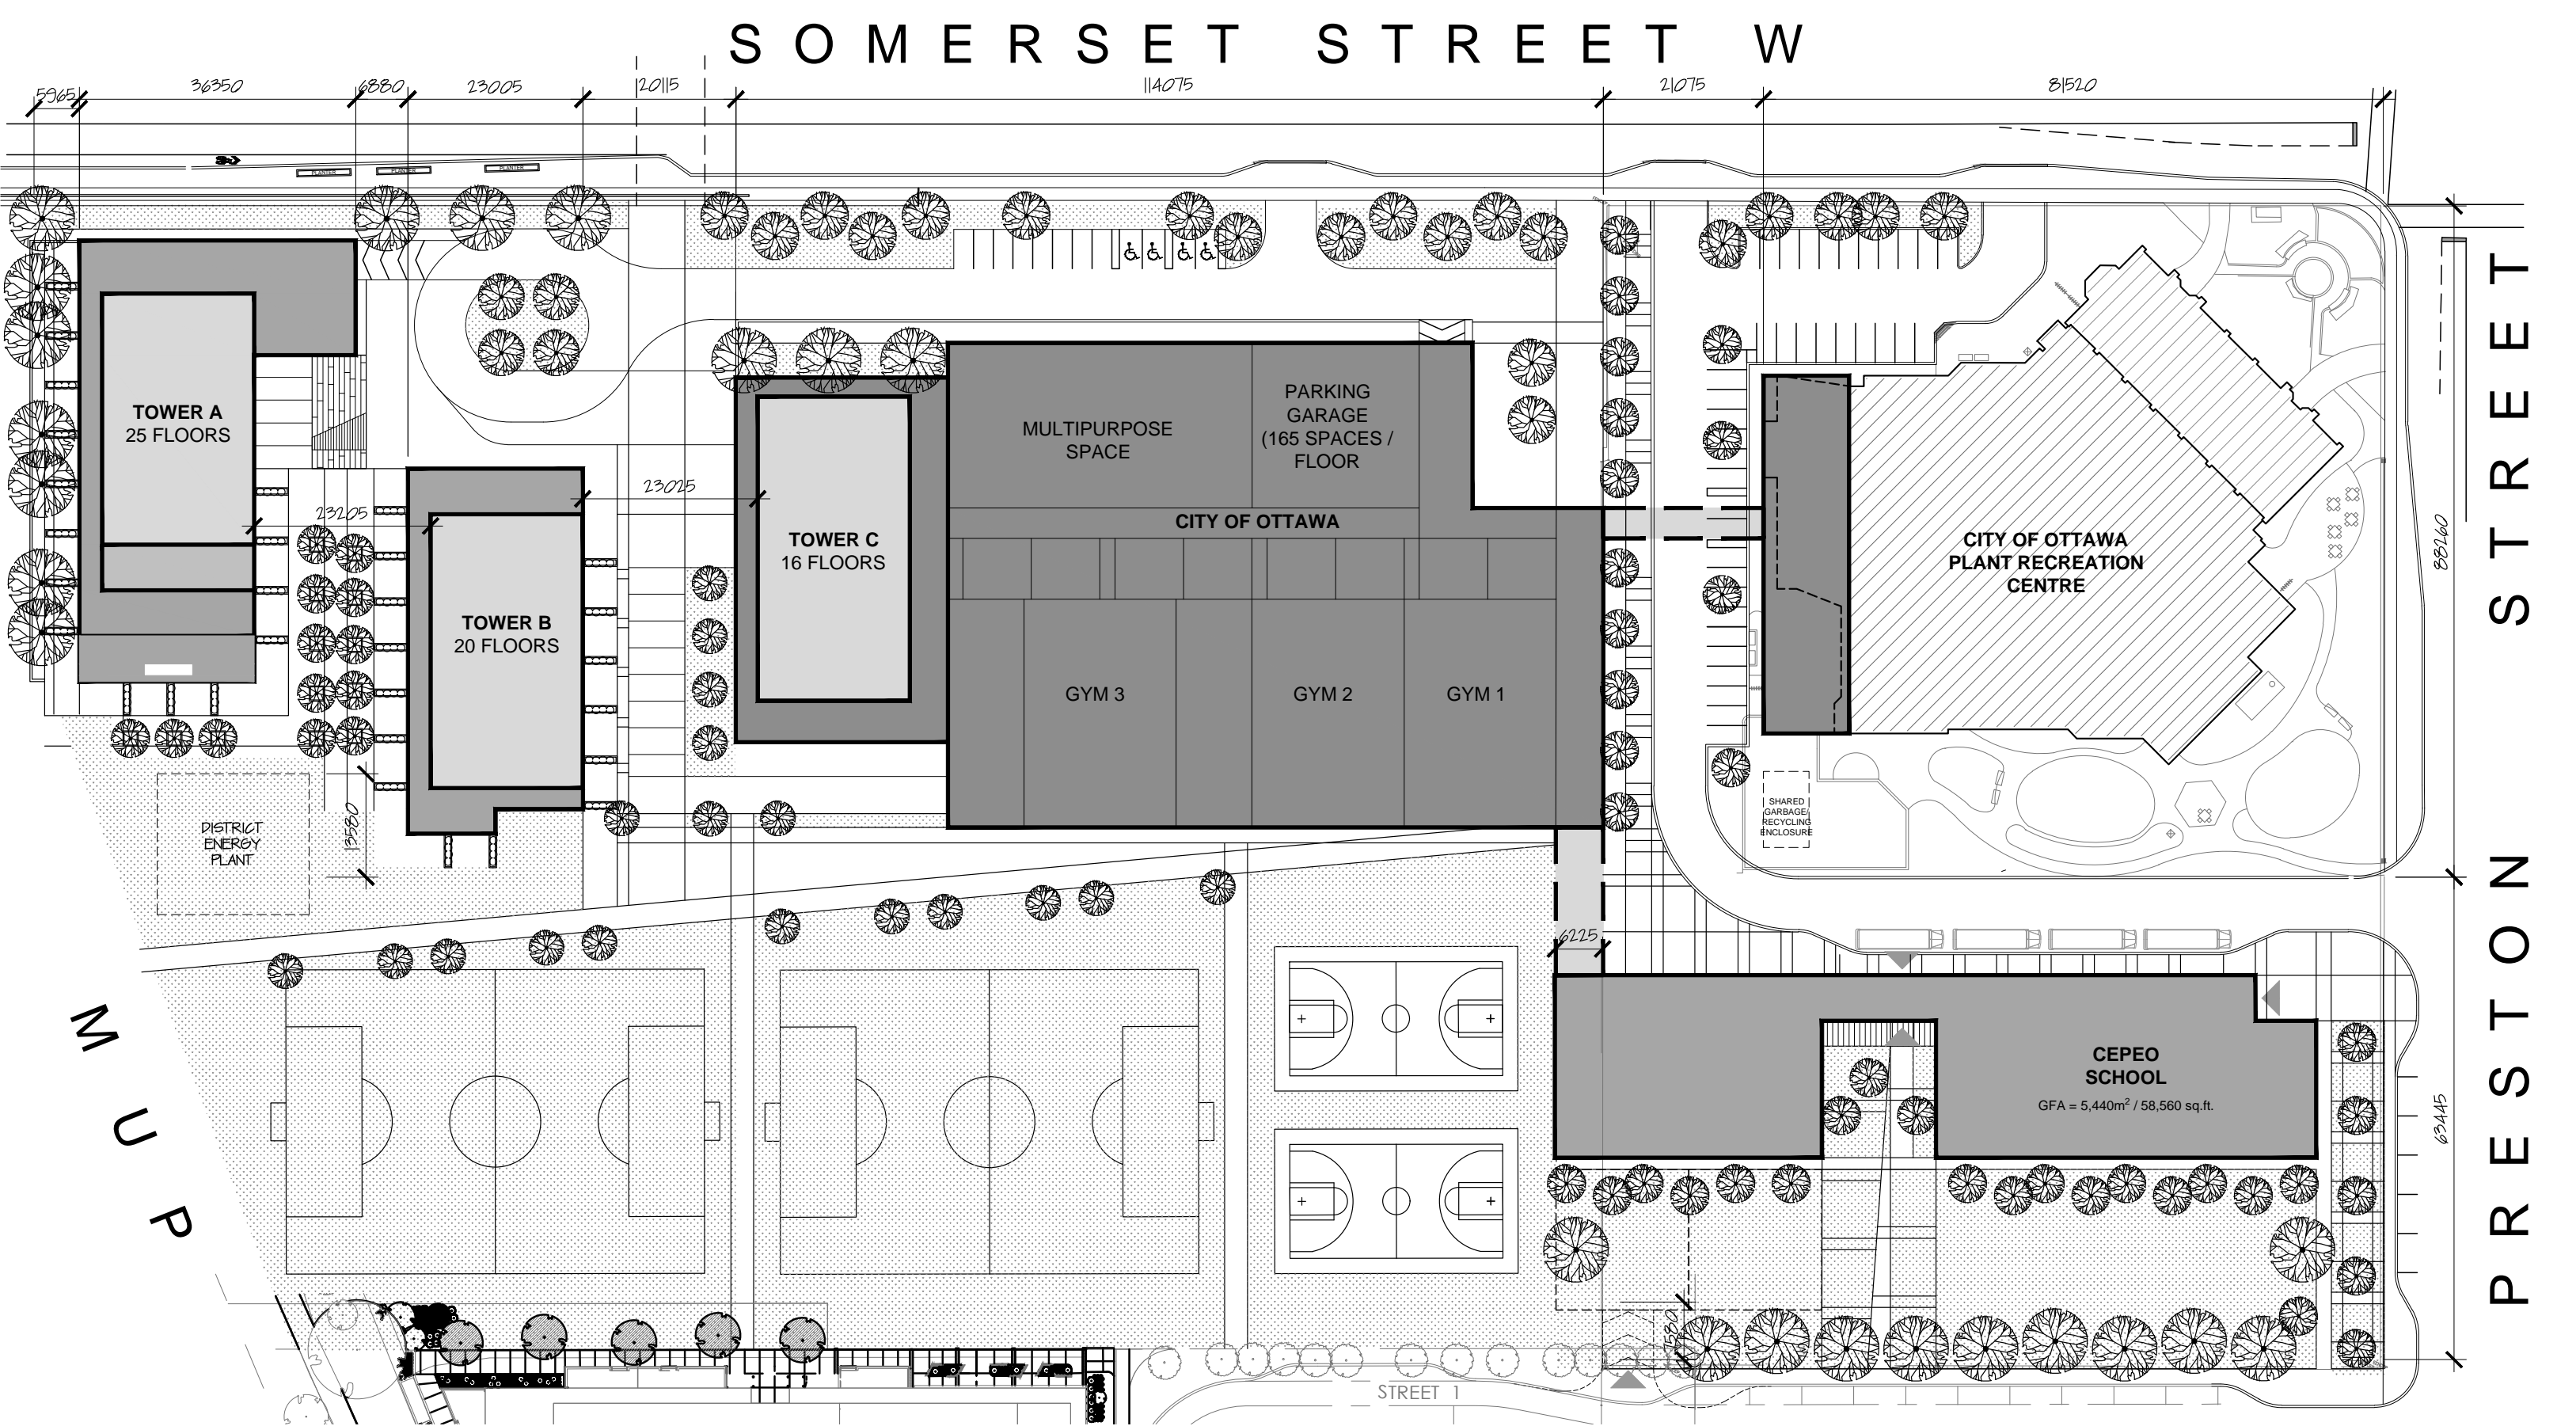 SOMERSET STREET W
5965
36350
6880
23005
20115
114075
21075
81520
PLANTER
PLANTER
PLANTER
TOWER A
25 FLOORS
TOWER B
20 FLOORS
TOWER C
16 FLOORS
23205
23025
MULTIPURPOSE
SPACE
PARKING
GARAGE
(165 SPACES /
FLOOR
CITY OF OTTAWA
GYM 3
GYM 2
GYM 1
CITY OF OTTAWA
PLANT RECREATION
CENTRE
88260
PRESTON STREET
SHARED
GARBAGE/
RECYCLING
ENCLOSURE
DISTRICT
ENERGY
PLANT
13580
6225
MUP
CEPEO
SCHOOL
GFA = 5,440m² / 58,560 sq.ft.
63445
STREET 1